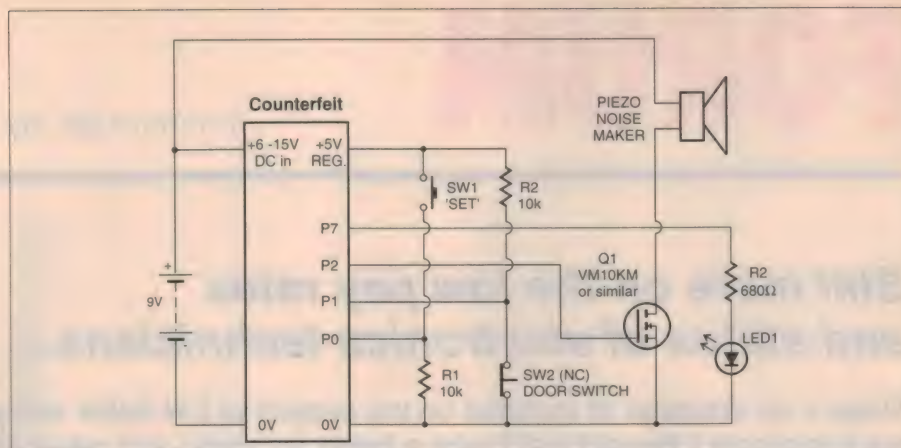 Counterfeit
+6 -15V
DC in
+5V
REG.
P7
P2
P1
P0
0V
0V
+
9V
SW1
'SET'
R2
10k
R1
10k
SW2 (NC)
DOOR SWITCH
Q1
VM10KM
or similar
PIEZO
NOISE
MAKER
R2
680Ω
LED1